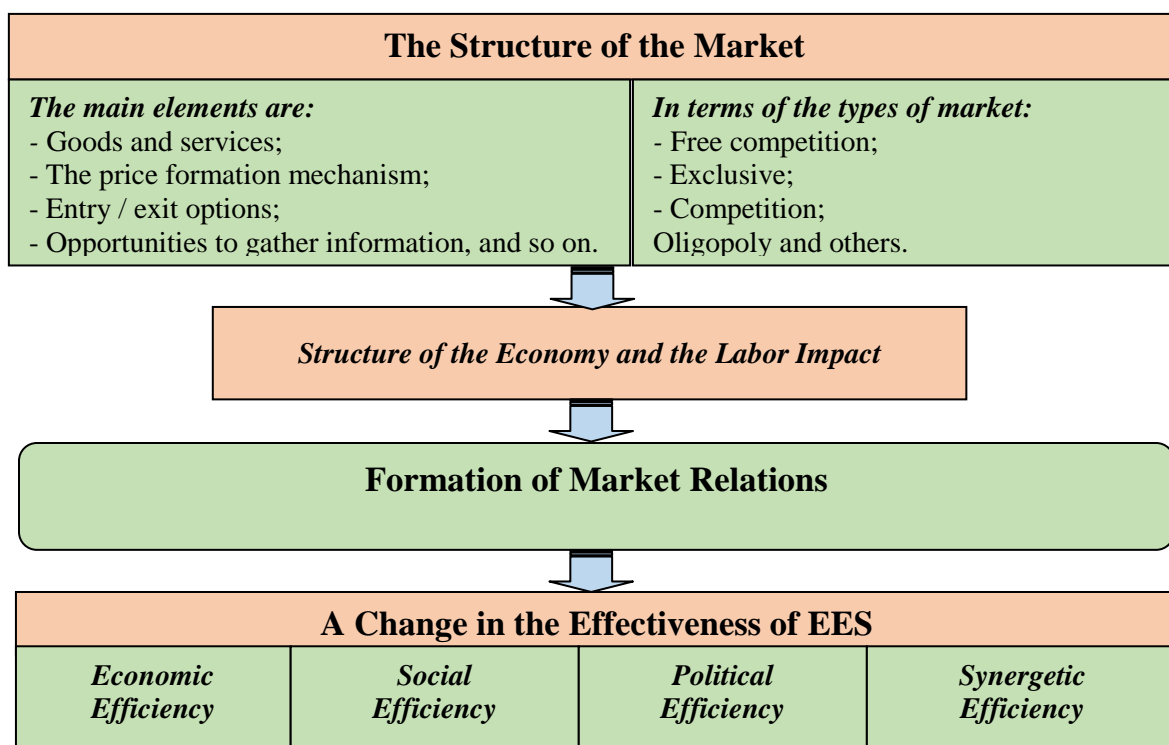 The Structure of the Market
The main elements are:
- Goods and services;
- The price formation mechanism;
- Entry / exit options;
- Opportunities to gather information, and so on.
In terms of the types of market:
- Free competition;
- Exclusive;
- Competition;
Oligopoly and others.
Structure of the Economy and the Labor Impact
Formation of Market Relations
A Change in the Effectiveness of EES
Economic
Efficiency
Social
Efficiency
Political
Efficiency
Synergetic
Efficiency